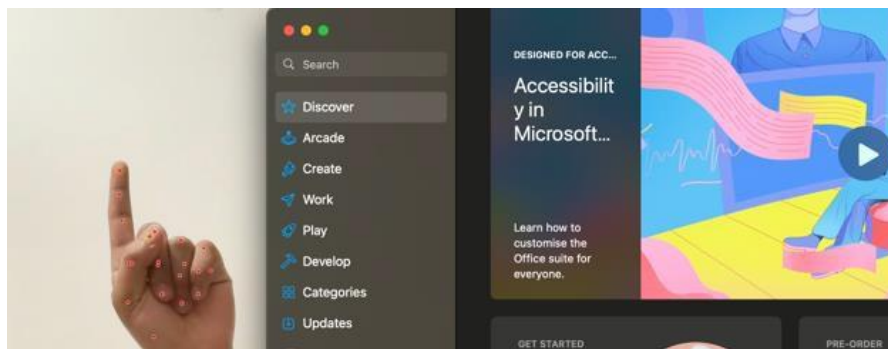 Search
Discover
Arcade
Create
Work
Play
Develop
Categories
Updates
DESIGNED FOR ACC...
Accessibilit
y in
Microsoft...
Learn how to
customise the
Office suite for
everyone.
GET STARTED
PRE-ORDER